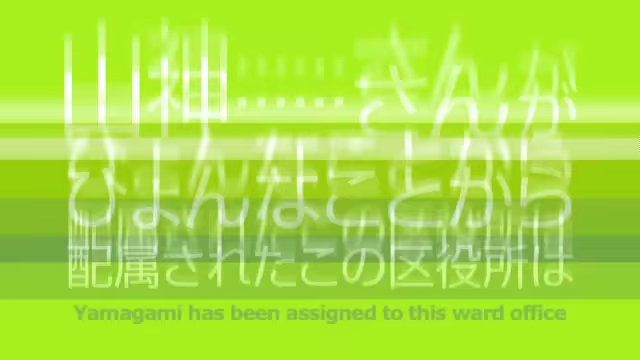 山神……さんが
ひょんなことから
配属されたこの区役所は
Yamagami has been assigned to this ward office